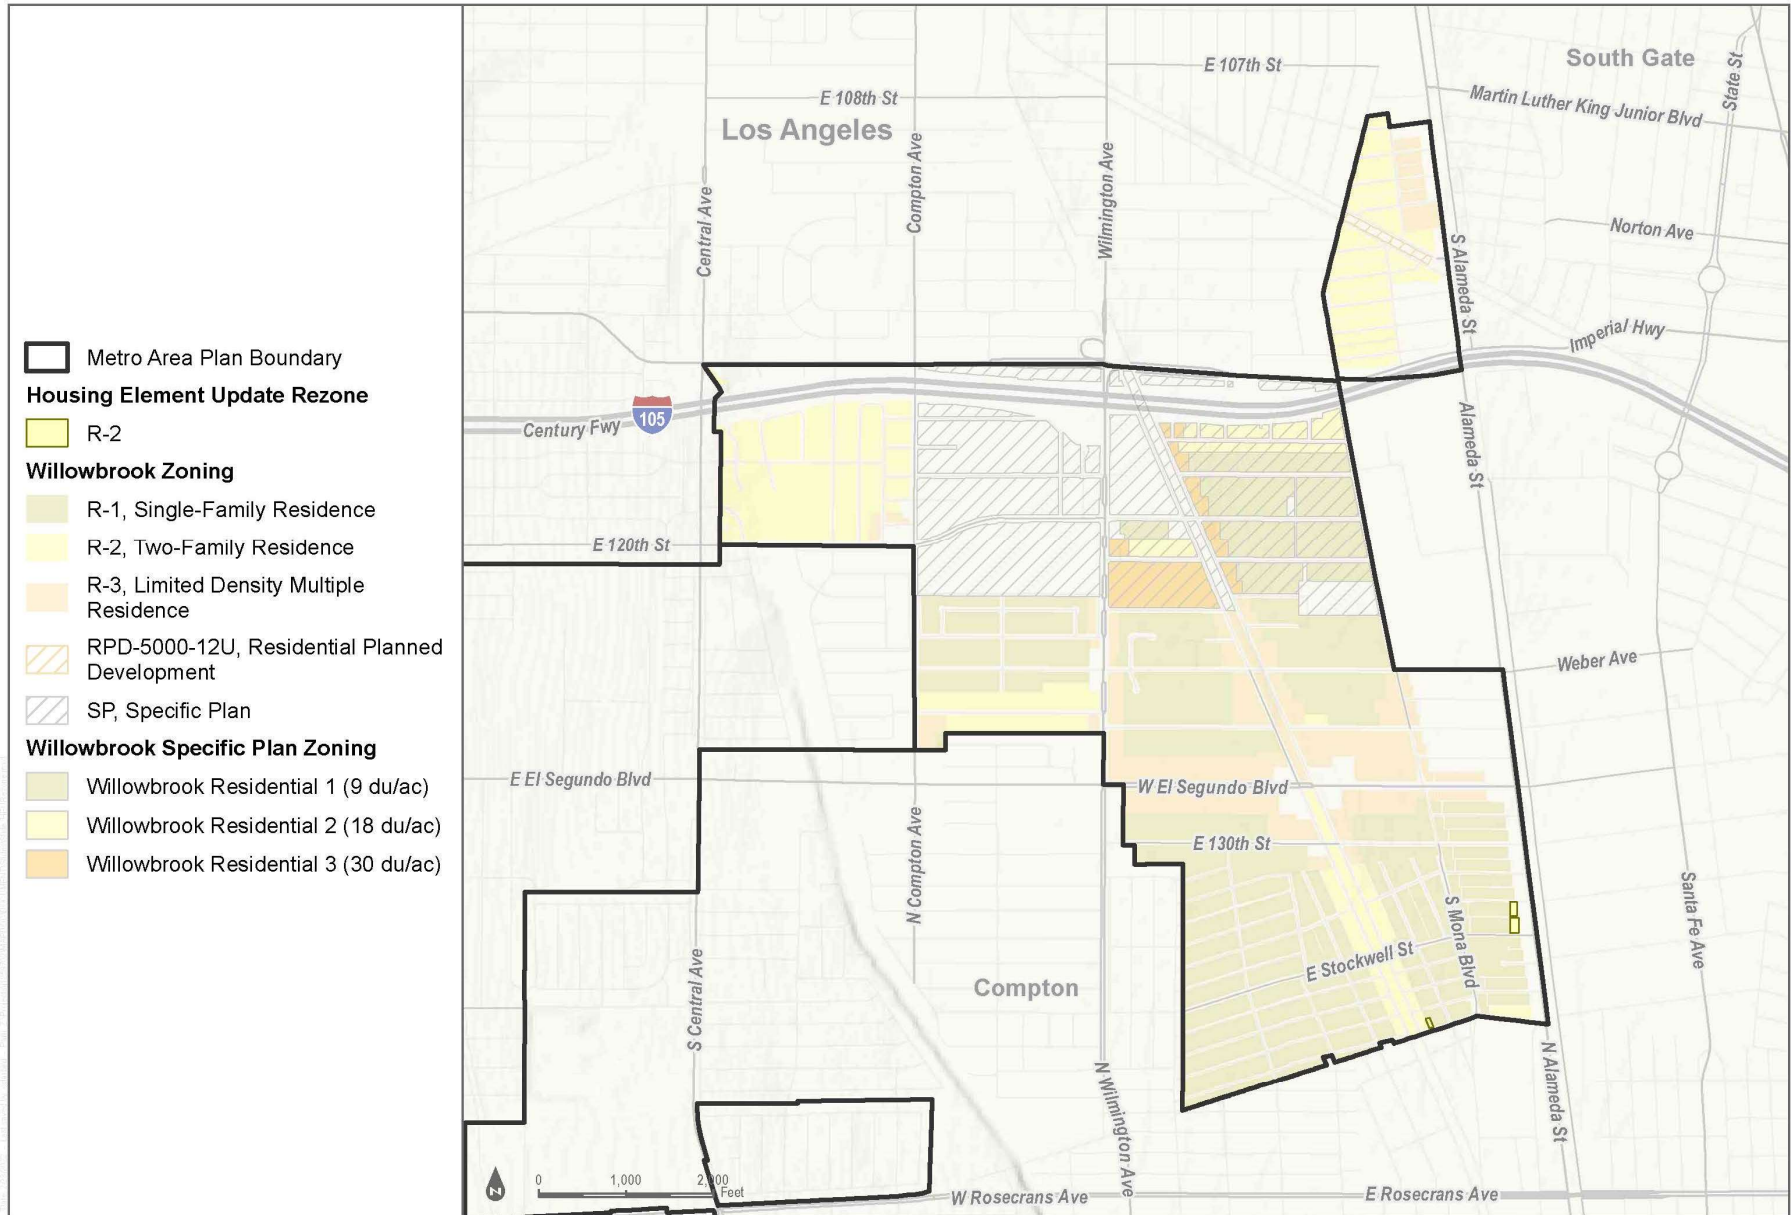 Metro Area Plan Boundary
Housing Element Update Rezone
R-2
Willowbrook Zoning
R-1, Single-Family Residence
R-2, Two-Family Residence
R-3, Limited Density Multiple
Residence
RPD-5000-12U, Residential Planned
Development
SP, Specific Plan
Willowbrook Specific Plan Zoning
Willowbrook Residential 1 (9 du/ac)
Willowbrook Residential 2 (18 du/ac)
Willowbrook Residential 3 (30 du/ac)
South Gate
State St
E 107th St
Martin Luther King Junior Blvd
E 108th St
Los Angeles
Central Ave
Compton Ave
Wilmington Ave
Norton Ave
S Alameda St
Imperial Hwy
105
Century Fwy
Alameda St
E 120th St
Weber Ave
E El Segundo Blvd
W El Segundo Blvd
E 130th St
N Compton Ave
S Mona Blvd
Santa Fe Ave
E Stockwell St
Compton
S Central Ave
N Wilmington Ave
N Alameda St
N
0
1,000
2,000
Feet
W Rosecrans Ave
E Rosecrans Ave